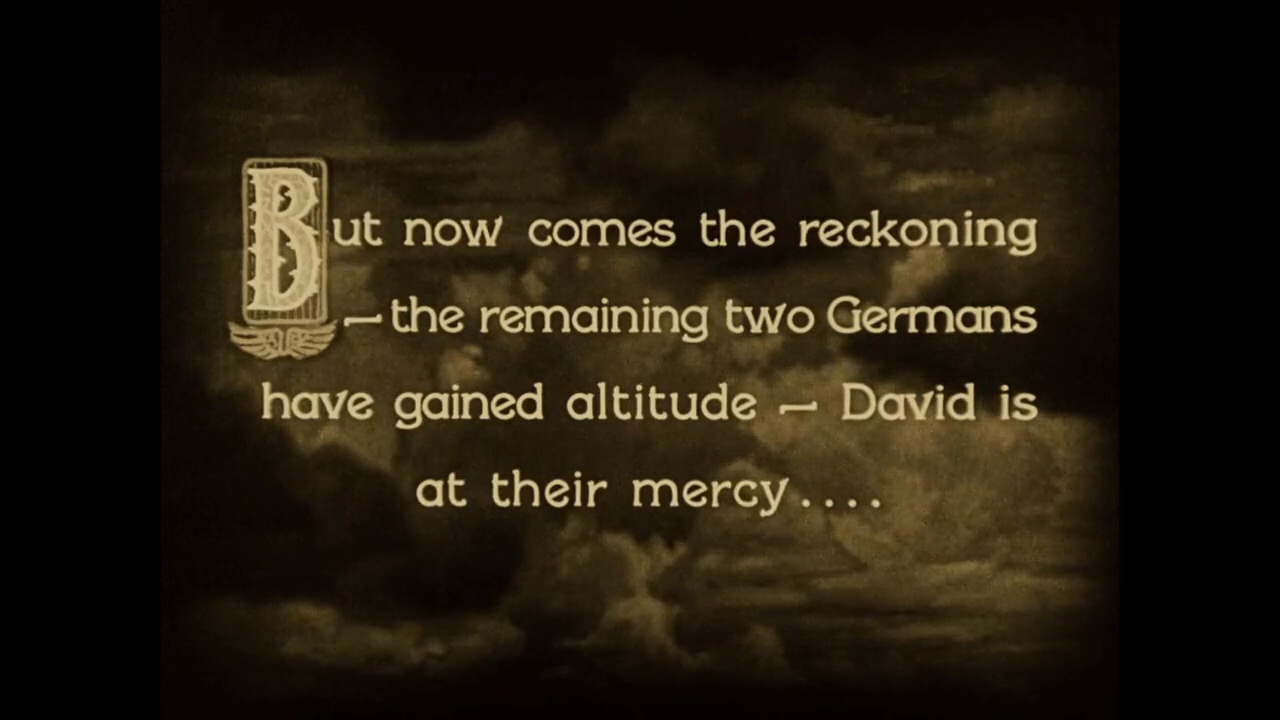 But now comes the reckoning
—the remaining two Germans
have gained altitude — David is
at their mercy....